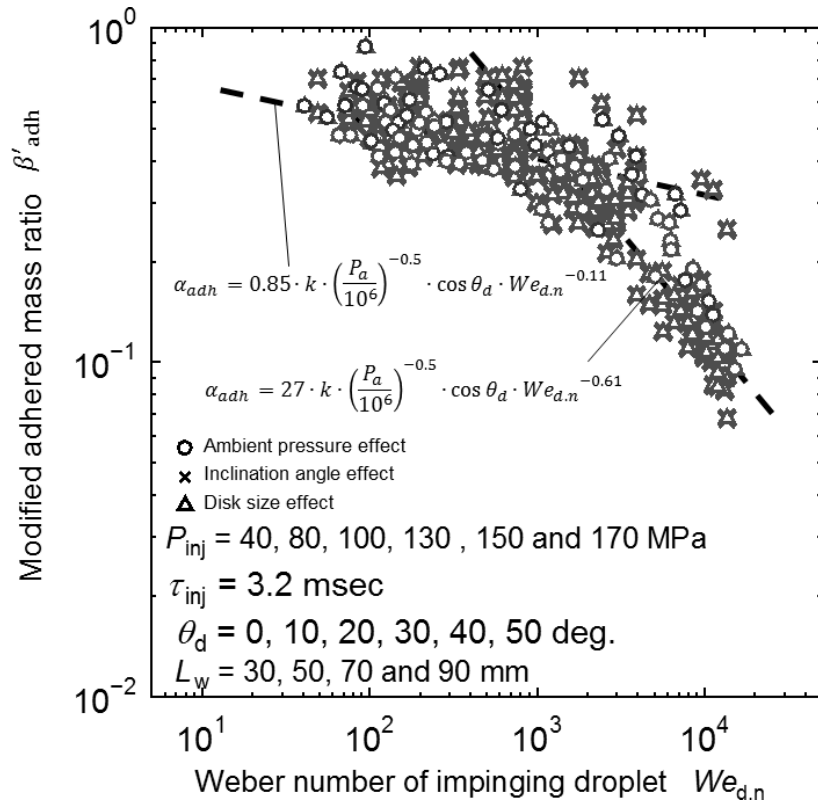 10^0
Modified adhered mass ratio β′_adh
α_adh = 0.85 · k · (P_a/10^6)^−0.5 · cos θ_d · We_d.n^−0.11
10^−1
α_adh = 27 · k · (P_a/10^6)^−0.5 · cos θ_d · We_d.n^−0.61
Ambient pressure effect
Inclination angle effect
Disk size effect
P_inj = 40, 80, 100, 130 , 150 and 170 MPa
τ_inj = 3.2 msec
θ_d = 0, 10, 20, 30, 40, 50 deg.
L_w = 30, 50, 70 and 90 mm
10^−2
10^1 10^2 10^3 10^4
Weber number of impinging droplet We_d.n